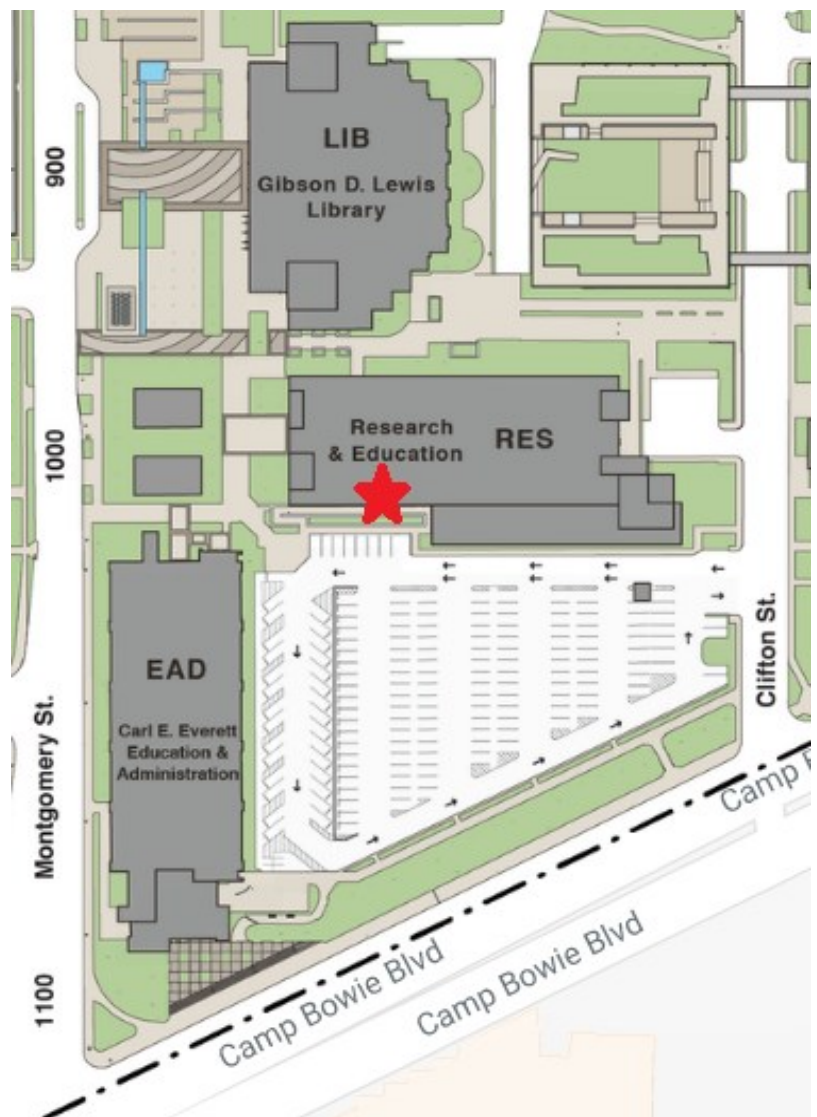 LIB
Gibson D. Lewis
Library
900
Research
& Education
RES
1000
EAD
Carl E. Everett
Education &
Administration
Clifton St.
Montgomery St.
Camp B
Camp Bowie Blvd
Camp Bowie Blvd
1100